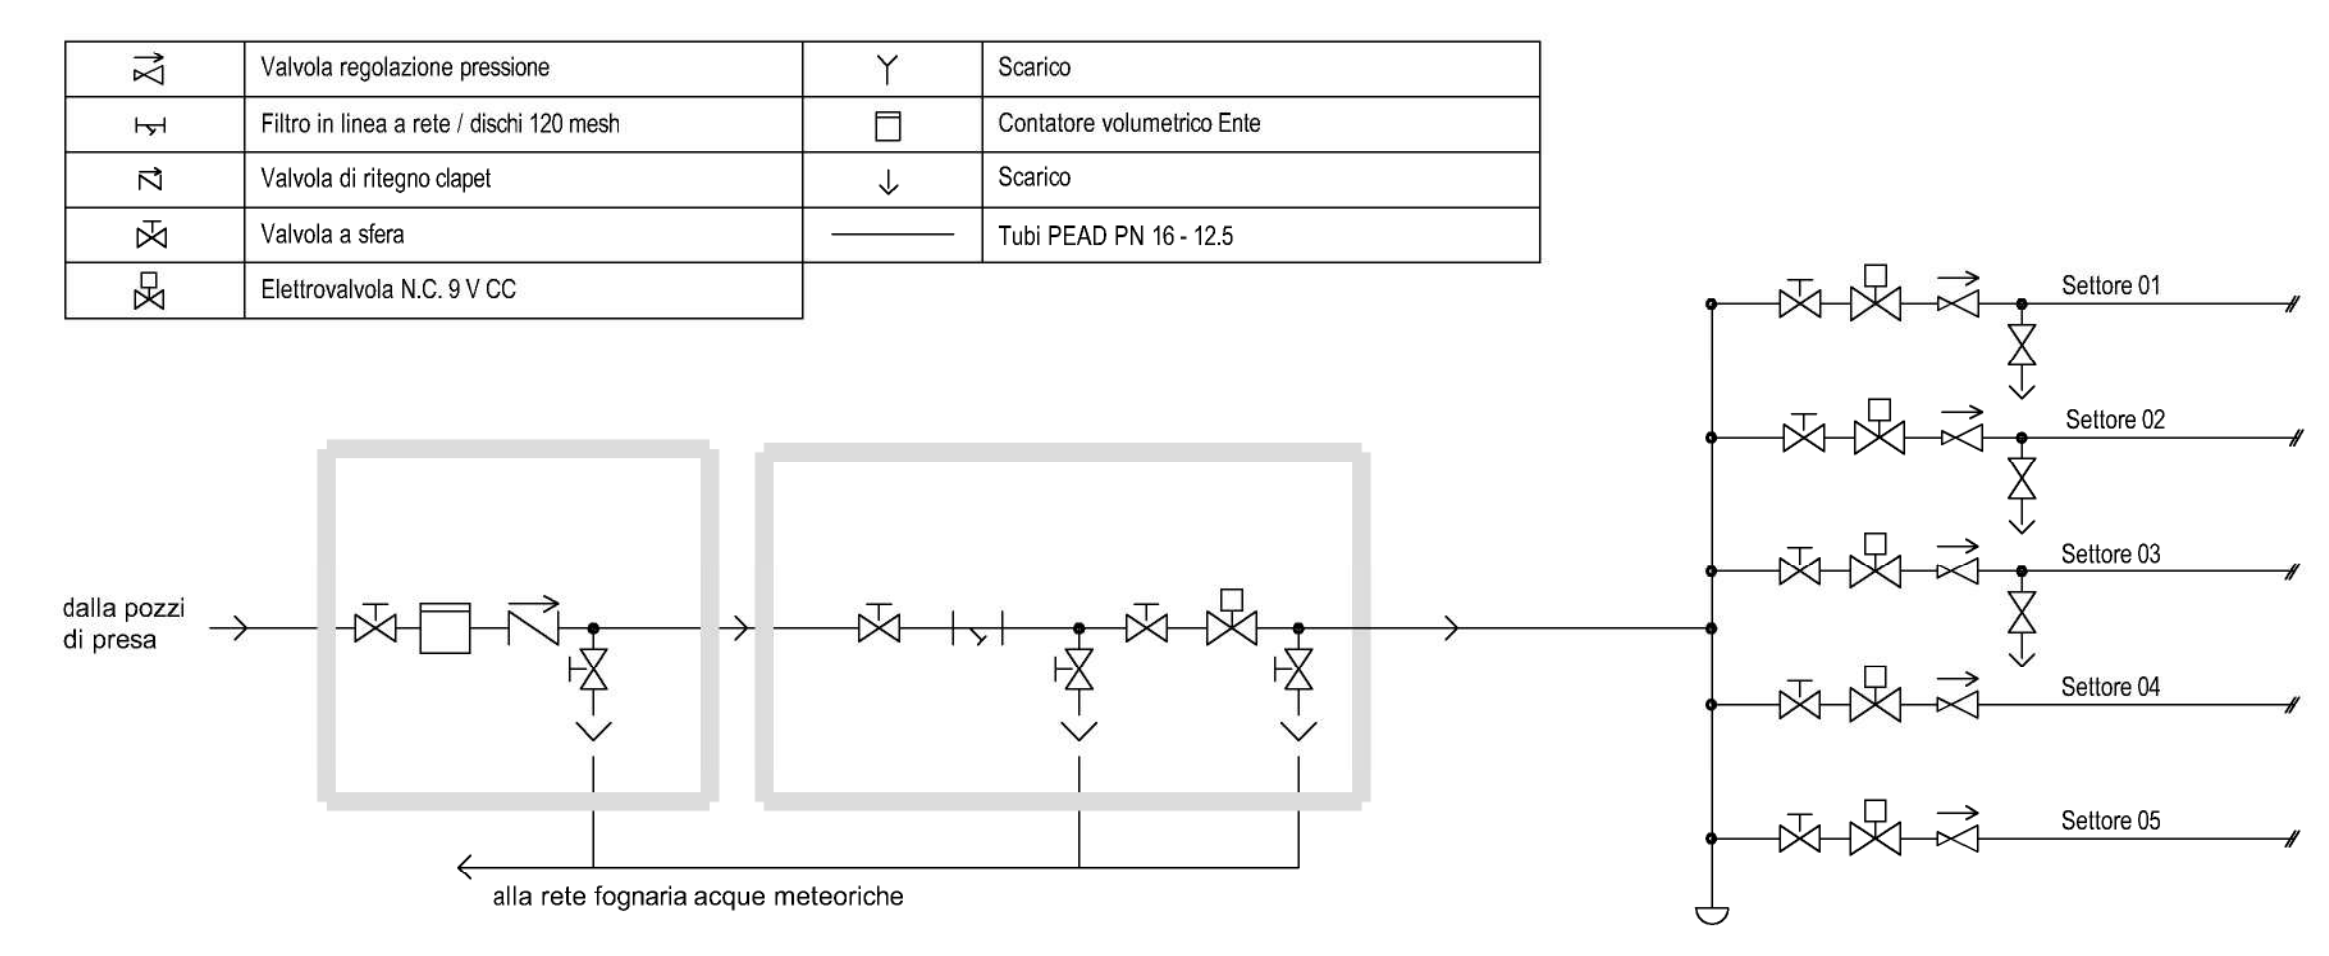 Valvola regolazione pressione
Scarico
Filtro in linea a rete / dischi 120 mesh
Contatore volumetrico Ente
Valvola di ritegno clapet
Scarico
Valvola a sfera
Tubi PEAD PN 16 - 12.5
Elettrovalvola N.C. 9 V CC
Settore 01
Settore 02
Settore 03
dalla pozzi
di presa
Settore 04
Settore 05
alla rete fognaria acque meteoriche